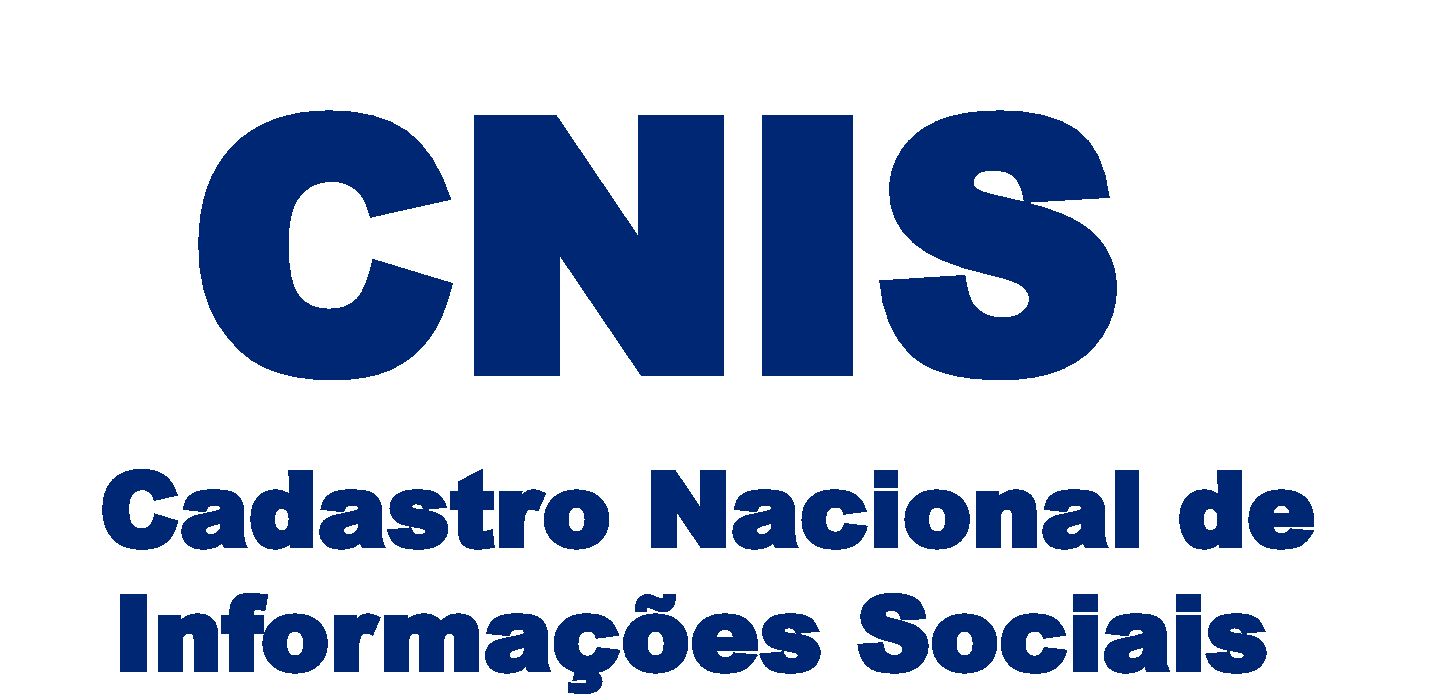 CNIS
Cadastro Nacional de
Informações Sociais